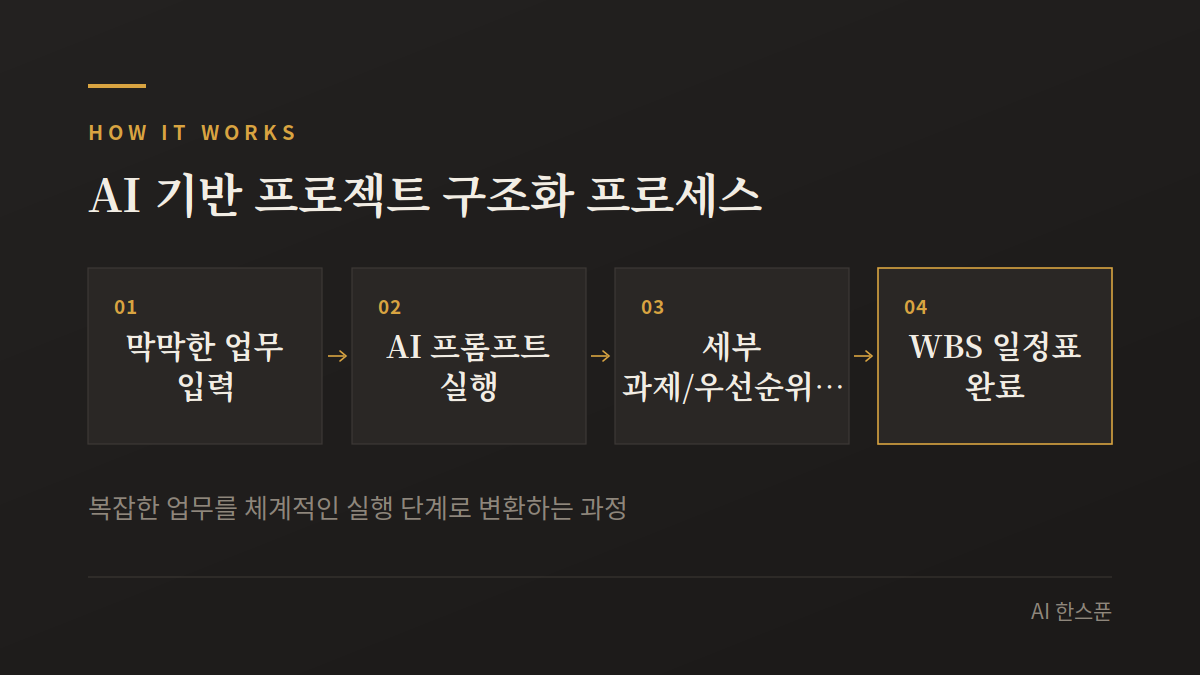 HOW IT WORKS
AI 기반 프로젝트 구조화 프로세스
01
막막한 업무
입력
→
02
AI 프롬프트
실행
→
03
세부
과제/우선순위…
→
04
WBS 일정표
완료
복잡한 업무를 체계적인 실행 단계로 변환하는 과정
AI 한스푼